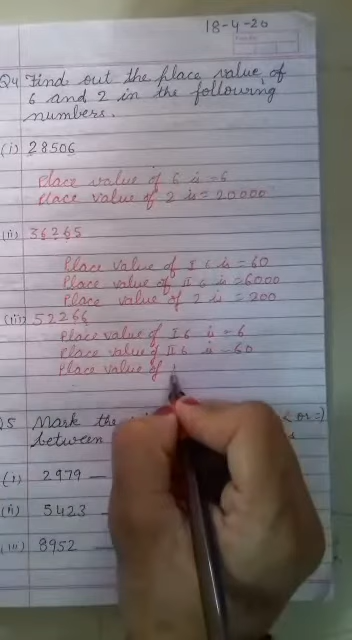 18-4-20
Q4 Find out the place value of
6 and 2 in the following
numbers.
(i) 28506
Place value of 6 is = 6
Place value of 2 is = 20000
(ii) 36265
Place value of I 6 is = 60
Place value of II 6 is = 6000
Place value of 2 is = 200
(iii) 52266
Place value of I 6 is = 6
Place value of II 6 is = 60
Place value of
Q5 Mark the or =)
between
(i) 2979
(ii) 5423
(iii) 8952